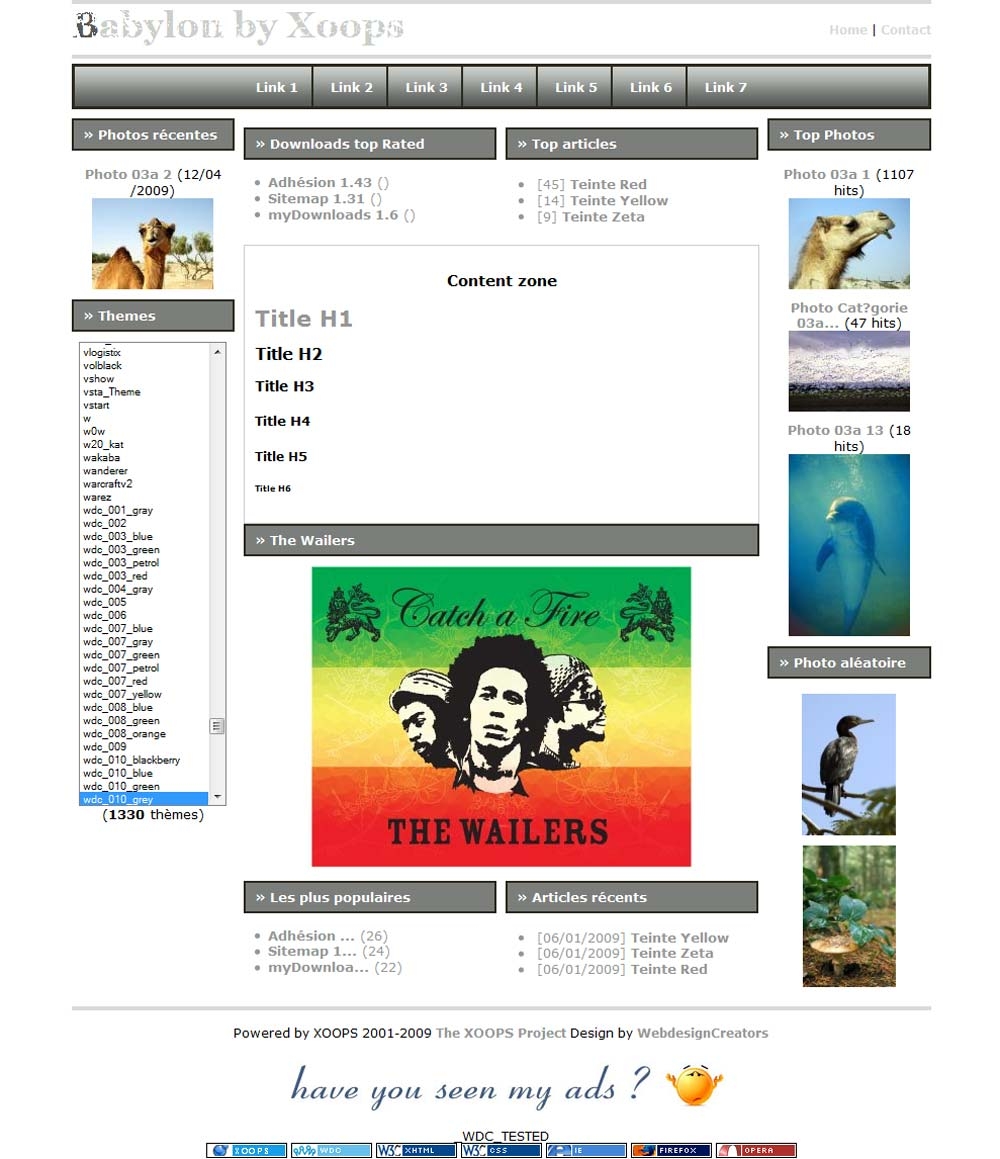 Babylon by Xoops
Home | Contact
Link 1 Link 2 Link 3 Link 4 Link 5 Link 6 Link 7
» Photos récentes
Photo 03a 2 (12/04
/2009)
» Themes
vlogistix
volblack
vshow
vsta_Theme
vstart
w
w0w
w20_kat
wakaba
wanderer
warcraftv2
warez
wdc_001_gray
wdc_002
wdc_003_blue
wdc_003_green
wdc_003_petrol
wdc_003_red
wdc_004_gray
wdc_005
wdc_006
wdc_007_blue
wdc_007_gray
wdc_007_green
wdc_007_petrol
wdc_007_red
wdc_007_yellow
wdc_008_blue
wdc_008_green
wdc_008_orange
wdc_009
wdc_010_blackberry
wdc_010_blue
wdc_010_green
wdc_010_grey
(1330 thèmes)
» Downloads top Rated
Adhésion 1.43 ()
Sitemap 1.31 ()
myDownloads 1.6 ()
» Top articles
[45] Teinte Red
[14] Teinte Yellow
[9] Teinte Zeta
Content zone
Title H1
Title H2
Title H3
Title H4
Title H5
Title H6
» The Wailers
Catch a Fire
THE WAILERS
» Les plus populaires
Adhésion ... (26)
Sitemap 1... (24)
myDownloa... (22)
» Articles récents
[06/01/2009] Teinte Yellow
[06/01/2009] Teinte Zeta
[06/01/2009] Teinte Red
» Top Photos
Photo 03a 1 (1107
hits)
Photo Cat?gorie
03a... (47 hits)
Photo 03a 13 (18
hits)
» Photo aléatoire
Powered by XOOPS 2001-2009 The XOOPS Project Design by WebdesignCreators
have you seen my ads ?
_WDC_TESTED
XOOPS WDC W3C XHTML W3C CSS IE FIREFOX OPERA